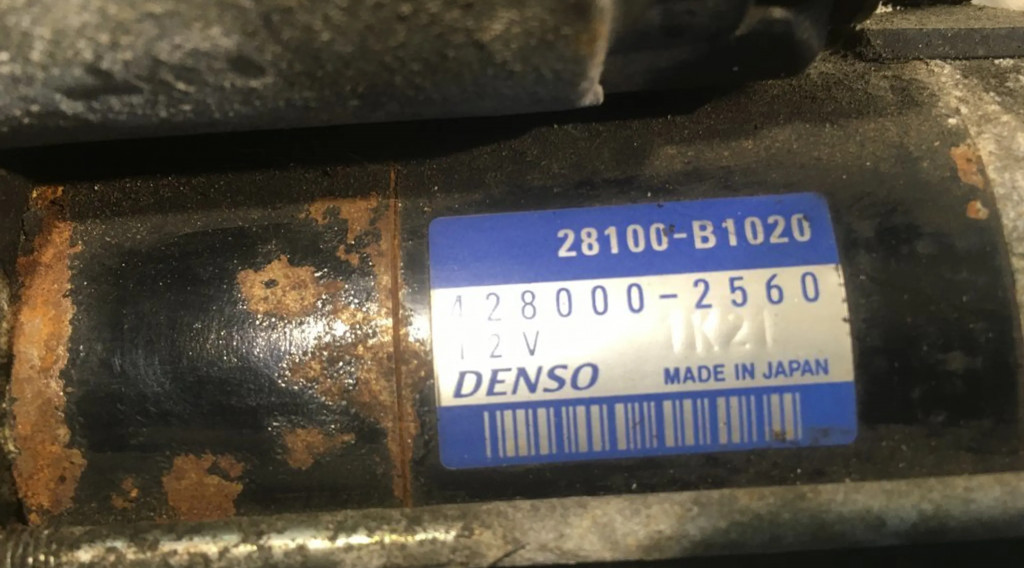 28100-B1020
428000-2560
12V 1K21
DENSO MADE IN JAPAN